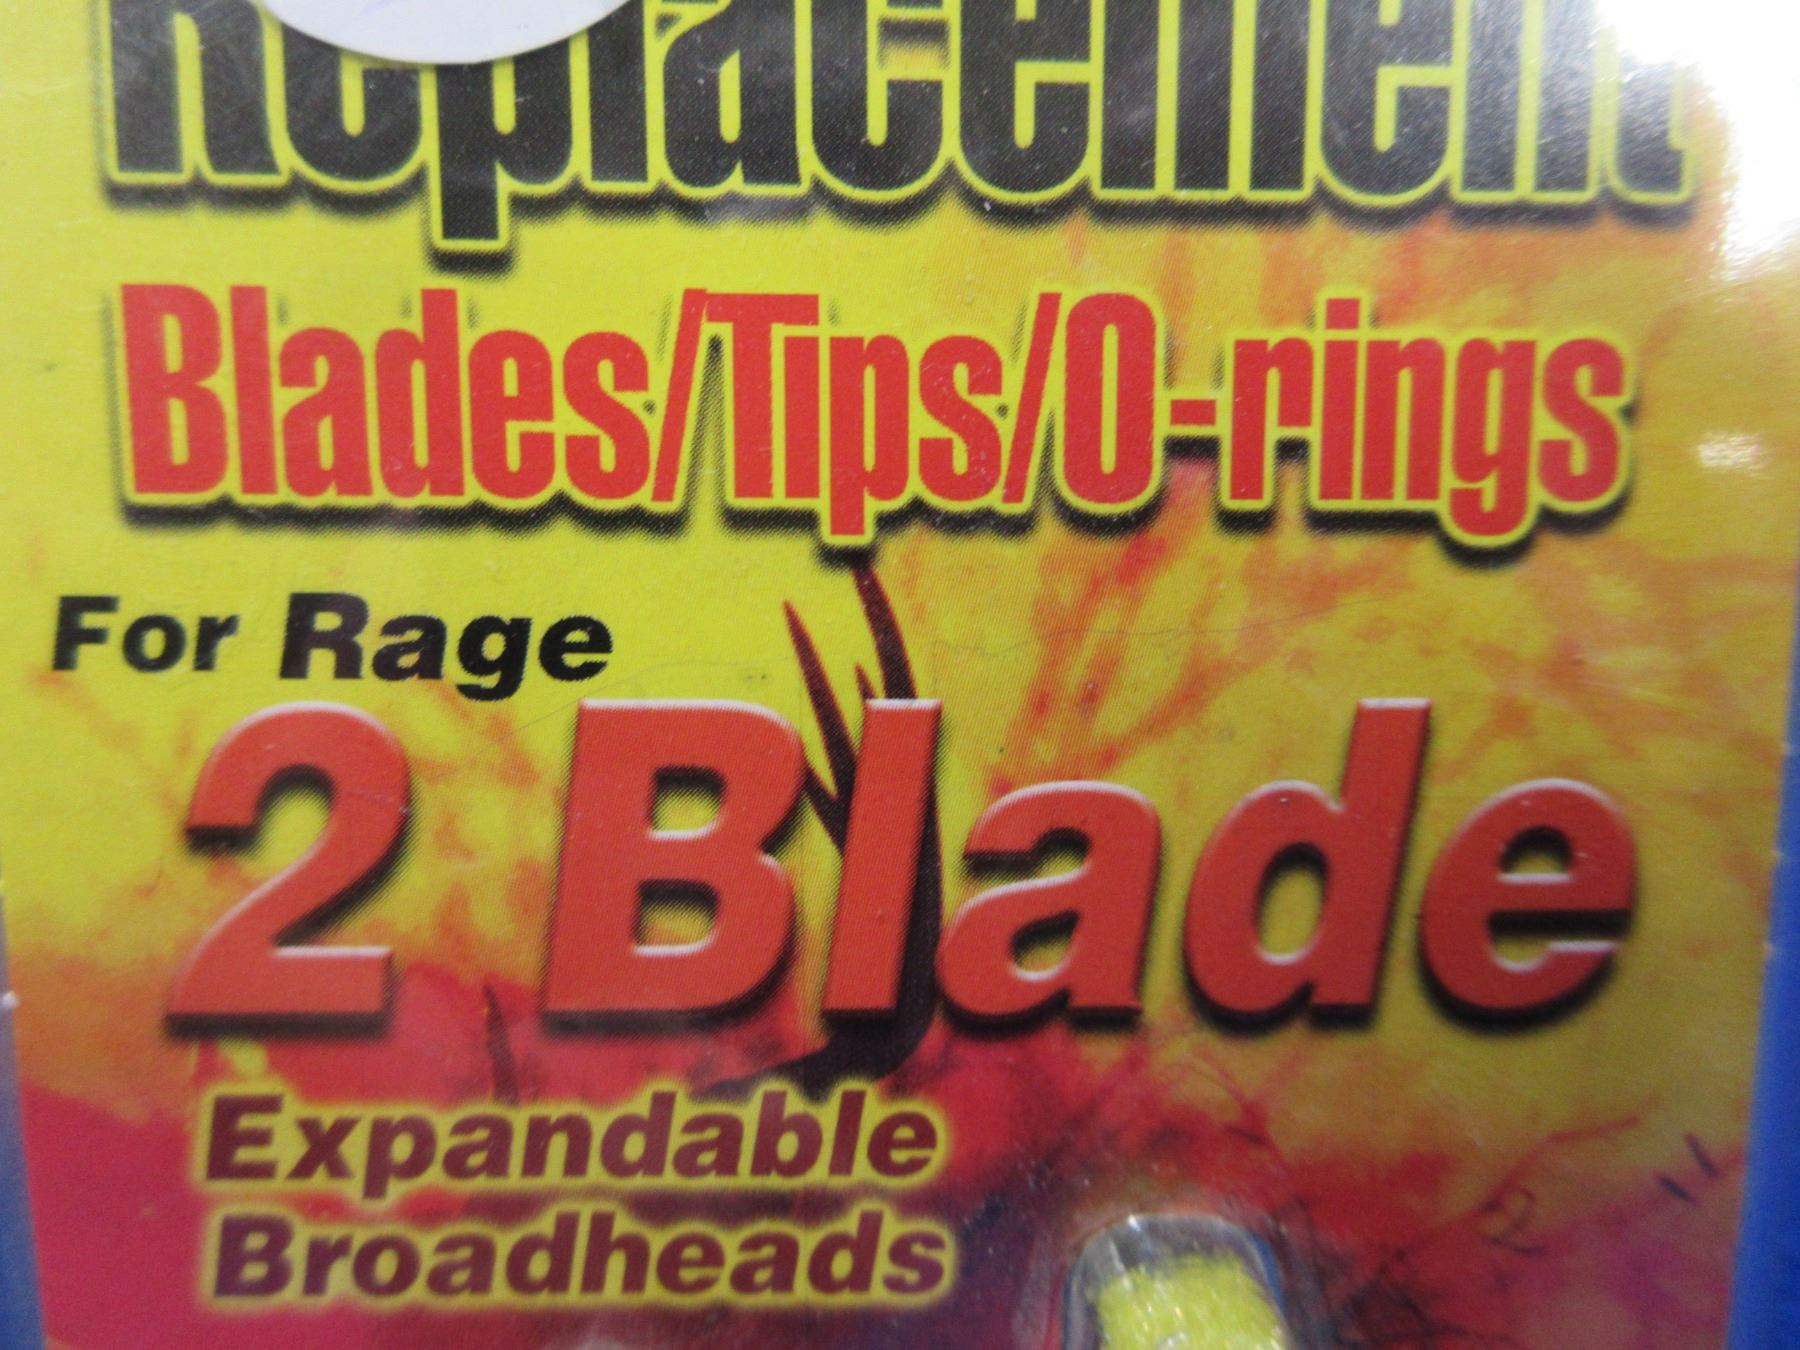 Replacement
Blades/Tips/O-rings
For Rage
2 Blade
Expandable
Broadheads